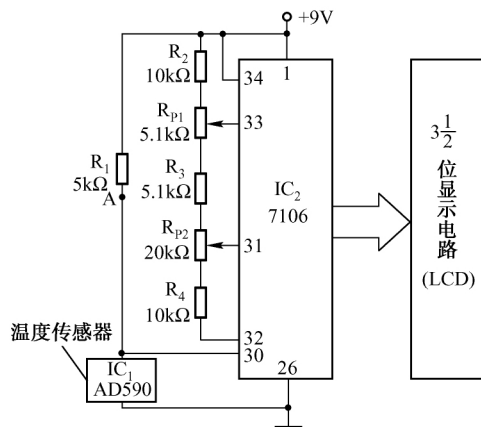 +9V
R2
10kΩ
34
1
RP1
5.1kΩ
33
3 1/2
位显示电路
(LCD)
R1
5kΩ
A
R3
5.1kΩ
IC2
7106
RP2
20kΩ
31
R4
10kΩ
32
30
温度传感器
IC1
AD590
26